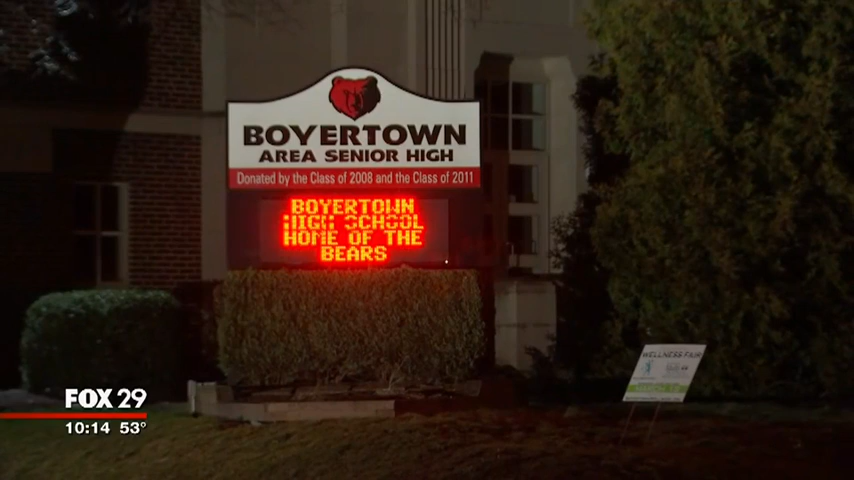 BOYERTOWN
AREA SENIOR HIGH
Donated by the Class of 2008 and the Class of 2011
BOYERTOWN
HIGH SCHOOL
HOME OF THE
BEARS
WELLNESS FAIR
FOX 29
10:14 53°